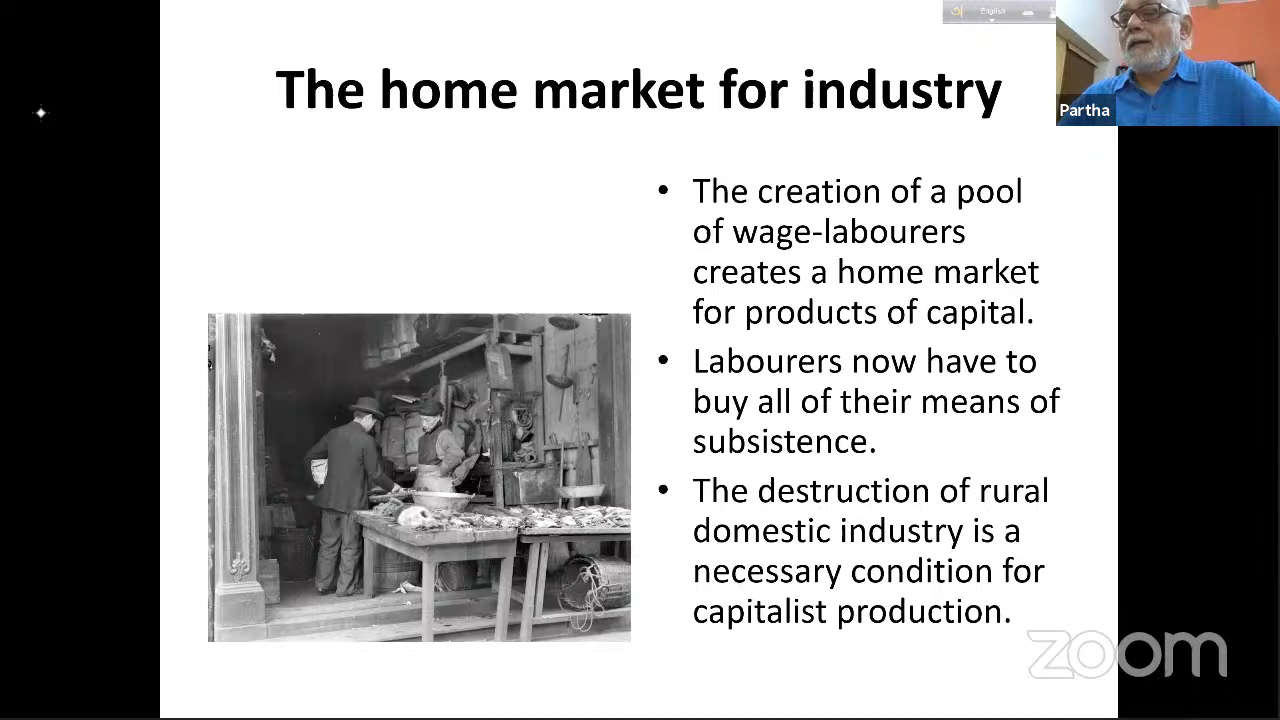 English
The home market for industry
Partha
• The creation of a pool
of wage-labourers
creates a home market
for products of capital.
• Labourers now have to
buy all of their means of
subsistence.
• The destruction of rural
domestic industry is a
necessary condition for
capitalist production.
zoom